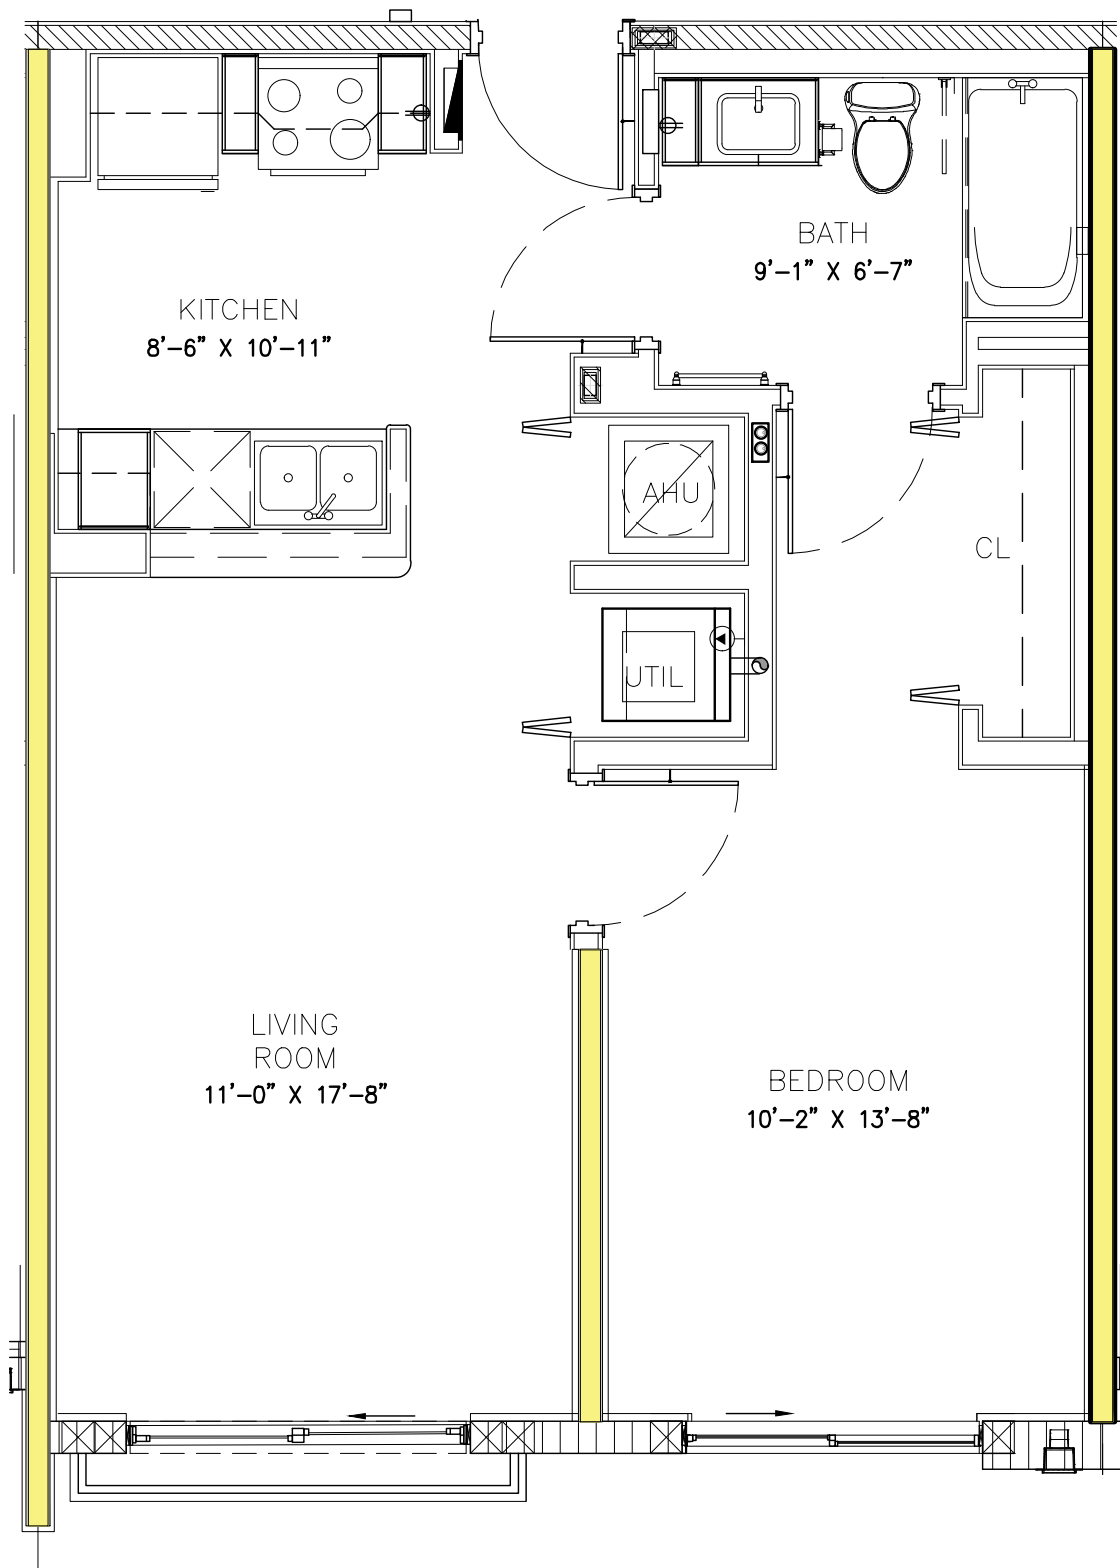 BATH
9'-1" X 6'-7"
KITCHEN
8'-6" X 10'-11"
AHU
CL
UTIL
LIVING
ROOM
11'-0" X 17'-8"
BEDROOM
10'-2" X 13'-8"